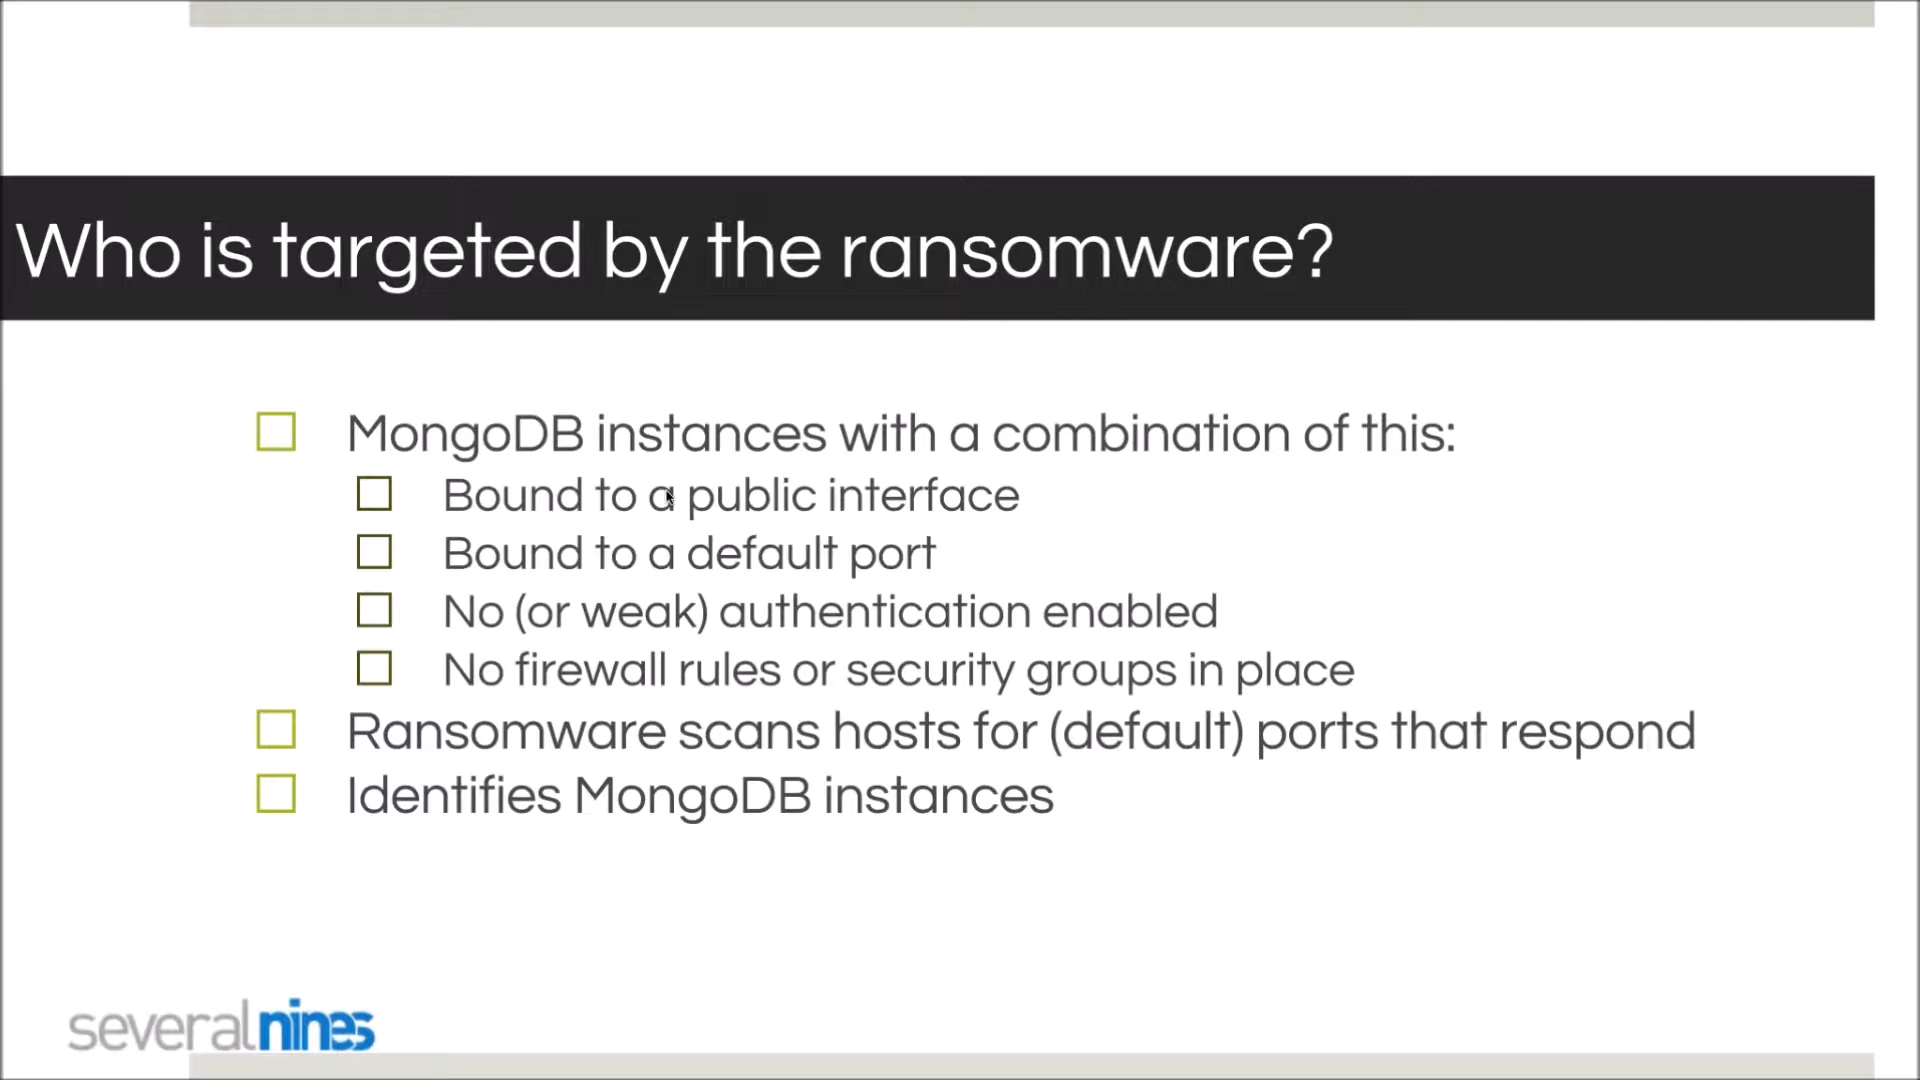 Who is targeted by the ransomware?
MongoDB instances with a combination of this:
Bound to a public interface
Bound to a default port
No (or weak) authentication enabled
No firewall rules or security groups in place
Ransomware scans hosts for (default) ports that respond
Identifies MongoDB instances
severalnines